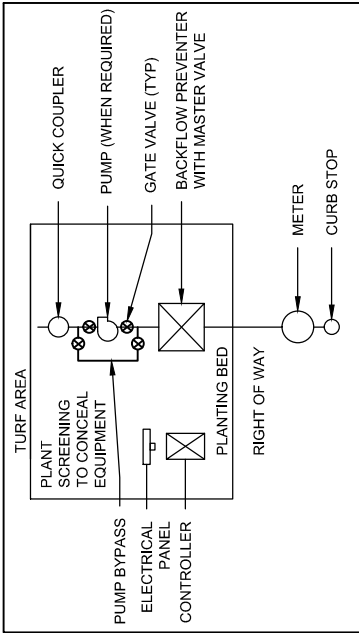 TURF AREA
PLANT
SCREENING
TO CONCEAL
EQUIPMENT
QUICK COUPLER
PUMP (WHEN REQUIRED)
GATE VALVE (TYP)
BACKFLOW PREVENTER
WITH MASTER VALVE
PUMP BYPASS
ELECTRICAL
PANEL
CONTROLLER
PLANTING BED
RIGHT OF WAY
METER
CURB STOP